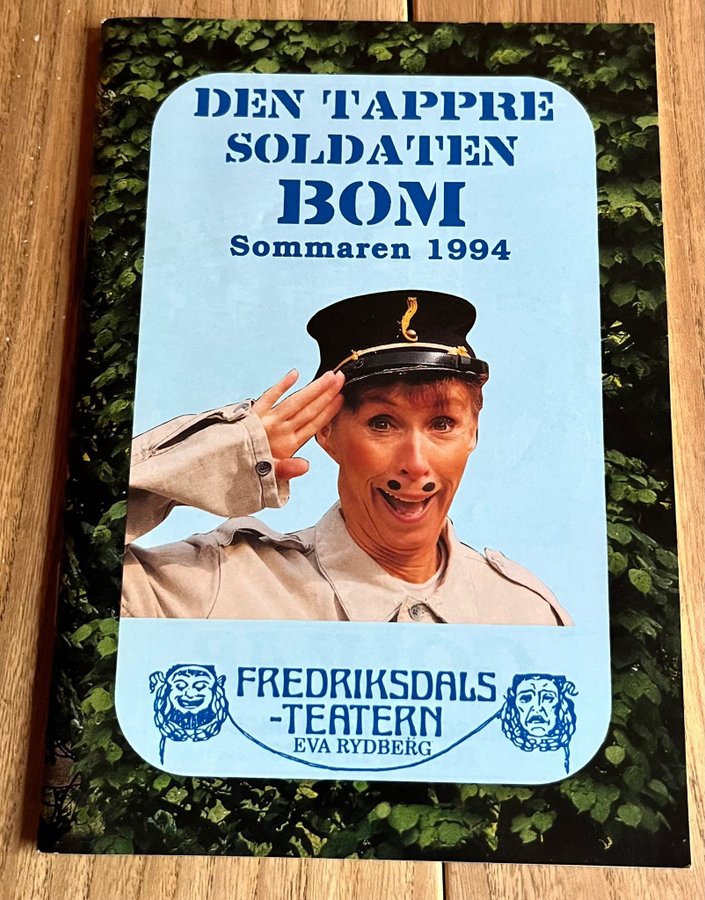 DEN TAPPRE
SOLDATEN
BOM
Sommaren 1994
FREDRIKSDALS
-TEATERN
EVA RYDBERG